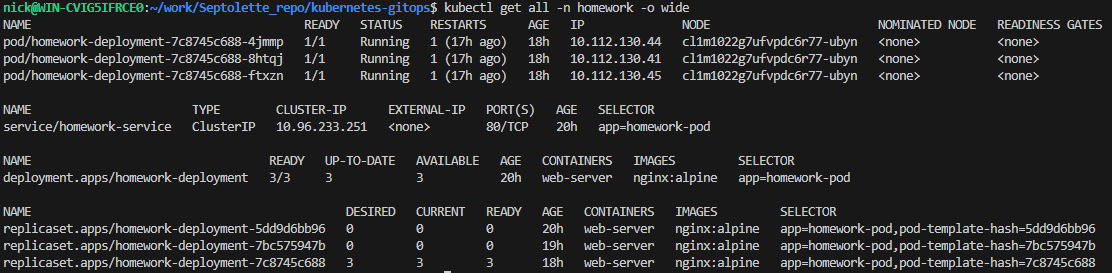 nick@WIN-CVIG5IFRCE0:~/work/Septolette_repo/kubernetes-gitops$ kubectl get all -n homework -o wide
NAME READY STATUS RESTARTS AGE IP NODE NOMINATED NODE READINESS GATES
pod/homework-deployment-7c8745c688-4jmmp 1/1 Running 1 (17h ago) 18h 10.112.130.44 cl1m1022g7ufvpdc6r77-ubyn <none> <none>
pod/homework-deployment-7c8745c688-8htqj 1/1 Running 1 (17h ago) 18h 10.112.130.41 cl1m1022g7ufvpdc6r77-ubyn <none> <none>
pod/homework-deployment-7c8745c688-ftxzn 1/1 Running 1 (17h ago) 18h 10.112.130.45 cl1m1022g7ufvpdc6r77-ubyn <none> <none>
NAME TYPE CLUSTER-IP EXTERNAL-IP PORT(S) AGE SELECTOR
service/homework-service ClusterIP 10.96.233.251 <none> 80/TCP 20h app=homework-pod
NAME READY UP-TO-DATE AVAILABLE AGE CONTAINERS IMAGES SELECTOR
deployment.apps/homework-deployment 3/3 3 3 20h web-server nginx:alpine app=homework-pod
NAME DESIRED CURRENT READY AGE CONTAINERS IMAGES SELECTOR
replicaset.apps/homework-deployment-5dd9d6bb96 0 0 0 20h web-server nginx:alpine app=homework-pod,pod-template-hash=5dd9d6bb96
replicaset.apps/homework-deployment-7bc575947b 0 0 0 19h web-server nginx:alpine app=homework-pod,pod-template-hash=7bc575947b
replicaset.apps/homework-deployment-7c8745c688 3 3 3 18h web-server nginx:alpine app=homework-pod,pod-template-hash=7c8745c688